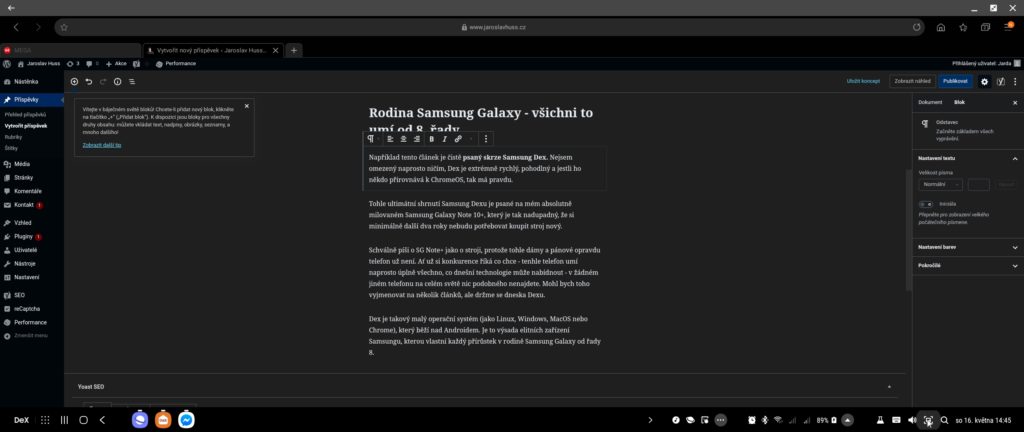 www.jaroslavhuss.cz
MEGA
Vytvořit nový příspěvek - Jaroslav Huss...
Jaroslav Huss
3
0
Akce
Performance
Přihlášený uživatel: Jarda
Nástěnka
Příspěvky
Přehled příspěvků
Vytvořit příspěvek
Rubriky
Štítky
Média
Stránky
Komentáře
Kontakt 1
Vzhled
Pluginy 1
Uživatelé
Nástroje
Nastavení
SEO
reCaptcha
Performance
Zmenšit menu
Uložit koncept
Zobrazit náhled
Publikovat
Vítejte v báječném světě bloků! Chcete-li přidat nový blok, klikněte
na tlačítko „+" („Přidat blok"). K dispozici jsou bloky pro všechny
druhy obsahu: můžete vkládat text, nadpisy, obrázky, seznamy, a
mnoho dalšího!
Zobrazit další tip
Rodina Samsung Galaxy - všichni to
umí od 8. řady
Například tento článek je čistě psaný skrze Samsung Dex. Nejsem
omezený naprosto ničím, Dex je extrémně rychlý, pohodlný a jestli ho
někdo přirovnává k ChromeOS, tak má pravdu.
Tohle ultimátní shrnutí Samsung Dexu je psané na mém absolutně
milovaném Samsung Galaxy Note 10+, který je tak nadupadný, že si
minimálně další dva roky nebudu potřebovat koupit stroj nový.
Schválně píši o SG Note+ jako o stroji, protože tohle dámy a pánové opravdu
telefon už není. Ať už si konkurence říká co chce - tenhle telefon umí
naprosto úplně všechno, co dnešní technologie může nabídnout - v žádném
jiném telefonu na celém světě nic podobného nenajdete. Mohl bych toho
vyjmenovat na několik článků, ale držme se dneska Dexu.
Dex je takový malý operační systém (jako Linux, Windows, MacOS nebo
Chrome), který běží nad Androidem. Je to výsada elitních zařízení
Samsungu, kterou vlastní každý přírůstek v rodině Samsung Galaxy od řady
8.
Yoast SEO
Dokument
Blok
Odstavec
Začněte základem všech
vyprávění.
Nastavení textu
Velikost písma
Normální
Iniciála
Přepněte pro zobrazení velkého
počátečního písmene.
Nastavení barev
Pokročilé
DeX
89%
so 16. května 14:45